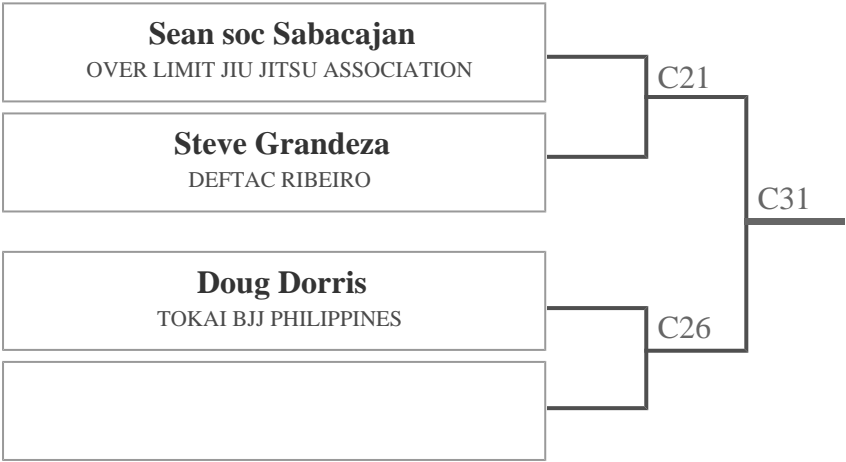 Sean soc Sabacajan
OVER LIMIT JIU JITSU ASSOCIATION
C21
Steve Grandeza
DEFTAC RIBEIRO
C31
Doug Dorris
TOKAI BJJ PHILIPPINES
C26